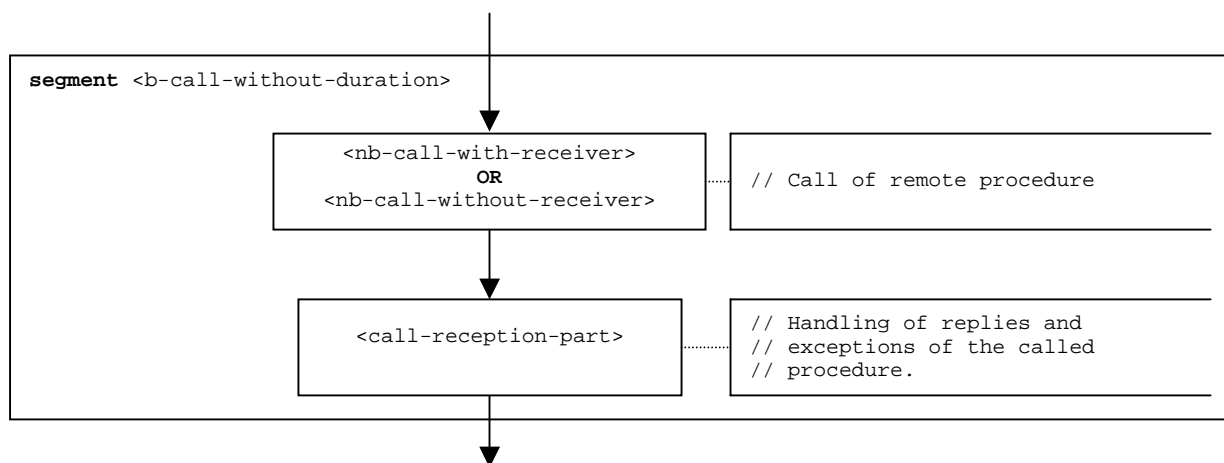 segment <b-call-without-duration>
<nb-call-with-receiver>
OR
<nb-call-without-receiver>
// Call of remote procedure
<call-reception-part>
// Handling of replies and
// exceptions of the called
// procedure.